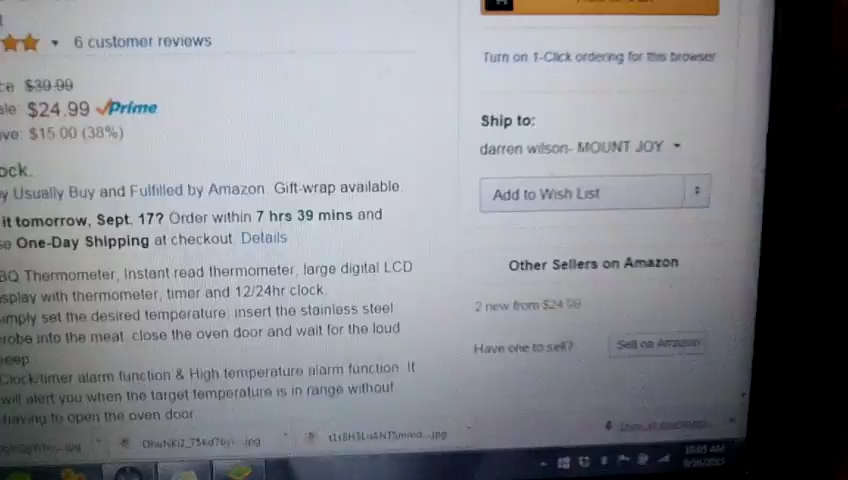 6 customer reviews
$39.99
$24.99 Prime
$15.00 (38%)
Usually Buy and Fulfilled by Amazon. Gift-wrap available.
it tomorrow, Sept. 17? Order within 7 hrs 39 mins and
One-Day Shipping at checkout. Details
Thermometer, Instant read thermometer, large digital LCD
with thermometer, timer and 12/24hr clock.
set the desired temperature, insert the stainless steel
into the meat, close the oven door and wait for the loud
Clock/timer alarm function & High temperature alarm function. It
will alert you when the target temperature is in range without
having to open the oven door
Turn on 1-Click ordering for this browser
Ship to:
darren wilson- MOUNT JOY
Add to Wish List
Other Sellers on Amazon
2 new from $24.99
Have one to sell?
Sell on Amazon
10:05 AM
9/16/2015